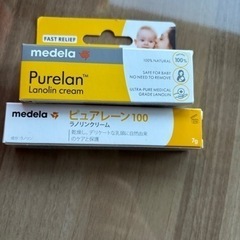 FAST RELIEF
medela
Purelan™
Lanolin cream
100% NATURAL
100%
SAFE FOR BABY
NO NEED TO REMOVE
ULTRA-PURE MEDICAL
GRADE LANOLIN
medela
ピュアレーン100
ラノリンクリーム
7g